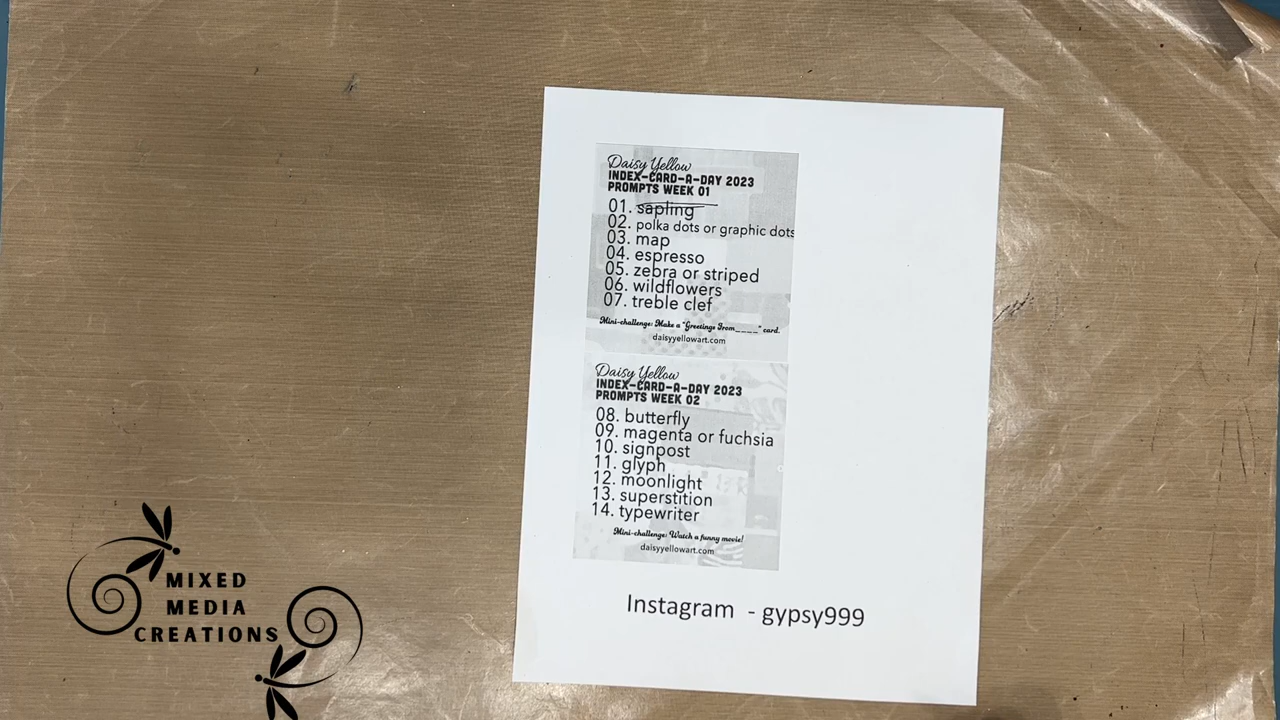 Daisy Yellow
INDEX-CARD-A-DAY 2023
PROMPTS WEEK 01
01. sapling
02. polka dots or graphic dots
03. map
04. espresso
05. zebra or striped
06. wildflowers
07. treble clef
Mini-challenge: Make a "Greetings From____" card.
daisyyellowart.com
Daisy Yellow
INDEX-CARD-A-DAY 2023
PROMPTS WEEK 02
08. butterfly
09. magenta or fuchsia
10. signpost
11. glyph
12. moonlight
13. superstition
14. typewriter
Mini-challenge: Watch a funny movie!
daisyyellowart.com
Instagram - gypsy999
MIXED
MEDIA
CREATIONS